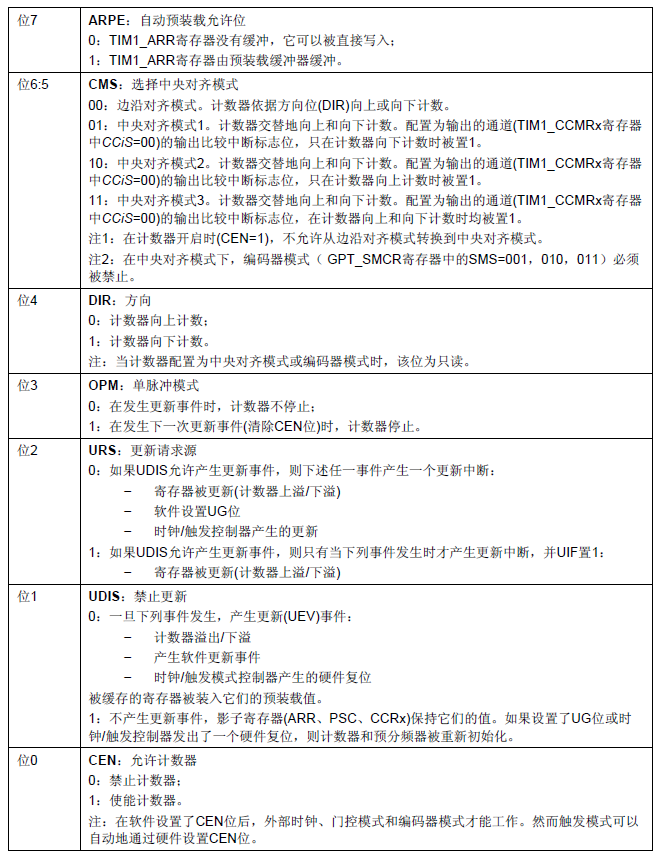 位7 ARPE：自动预装载允许位
0：TIM1_ARR寄存器没有缓冲，它可以被直接写入；
1：TIM1_ARR寄存器由预装载缓冲器缓冲。
位6:5 CMS：选择中央对齐模式
00：边沿对齐模式。计数器依据方向位(DIR)向上或向下计数。
01：中央对齐模式1。计数器交替地向上和向下计数。配置为输出的通道(TIM1_CCMRx寄存器
中CCiS=00)的输出比较中断标志位，只在计数器向下计数时被置1。
10：中央对齐模式2。计数器交替地向上和向下计数。配置为输出的通道(TIM1_CCMRx寄存器
中CCiS=00)的输出比较中断标志位，只在计数器向上计数时被置1。
11：中央对齐模式3。计数器交替地向上和向下计数。配置为输出的通道(TIM1_CCMRx寄存器
中CCiS=00)的输出比较中断标志位，在计数器向上和向下计数时均被置1。
注1：在计数器开启时(CEN=1)，不允许从边沿对齐模式转换到中央对齐模式。
注2：在中央对齐模式下，编码器模式（ GPT_SMCR寄存器中的SMS=001，010，011）必须
被禁止。
位4 DIR：方向
0：计数器向上计数；
1：计数器向下计数。
注：当计数器配置为中央对齐模式或编码器模式时，该位为只读。
位3 OPM：单脉冲模式
0：在发生更新事件时，计数器不停止；
1：在发生下一次更新事件(清除CEN位)时，计数器停止。
位2 URS：更新请求源
0：如果UDIS允许产生更新事件，则下述任一事件产生一个更新中断：
– 寄存器被更新(计数器上溢/下溢)
– 软件设置UG位
– 时钟/触发控制器产生的更新
1：如果UDIS允许产生更新事件，则只有当下列事件发生时才产生更新中断，并UIF置1：
– 寄存器被更新(计数器上溢/下溢)
位1 UDIS：禁止更新
0：一旦下列事件发生，产生更新(UEV)事件：
– 计数器溢出/下溢
– 产生软件更新事件
– 时钟/触发模式控制器产生的硬件复位
被缓存的寄存器被装入它们的预装载值。
1：不产生更新事件，影子寄存器(ARR、PSC、CCRx)保持它们的值。如果设置了UG位或时
钟/触发控制器发出了一个硬件复位，则计数器和预分频器被重新初始化。
位0 CEN：允许计数器
0：禁止计数器；
1：使能计数器。
注：在软件设置了CEN位后，外部时钟、门控模式和编码器模式才能工作。然而触发模式可以
自动地通过硬件设置CEN位。